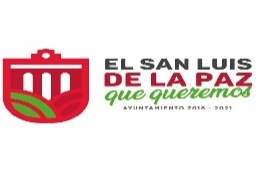 EL SAN LUIS
DE LA PAZ
que queremos
AYUNTAMIENTO 2018 - 2021